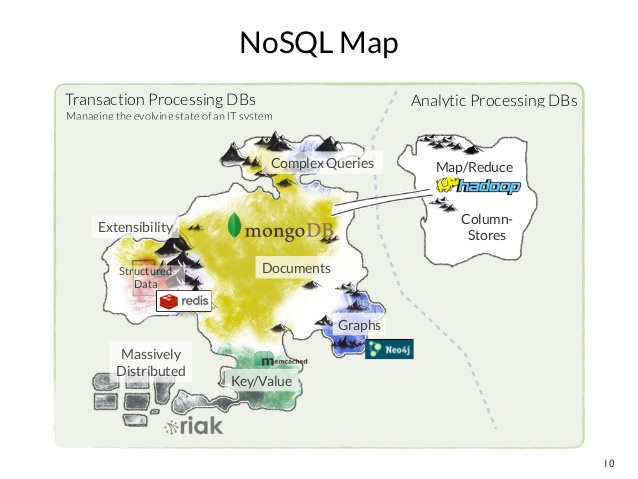 NoSQL Map
Transaction Processing DBs
Managing the evolving state of an IT system
Analytic Processing DBs
Complex Queries
Map/Reduce
hadoop
Column-
Stores
Extensibility
mongoDB
Structured
Data
Documents
redis
Graphs
Neo4j
Massively
Distributed
memcached
Key/Value
riak
10